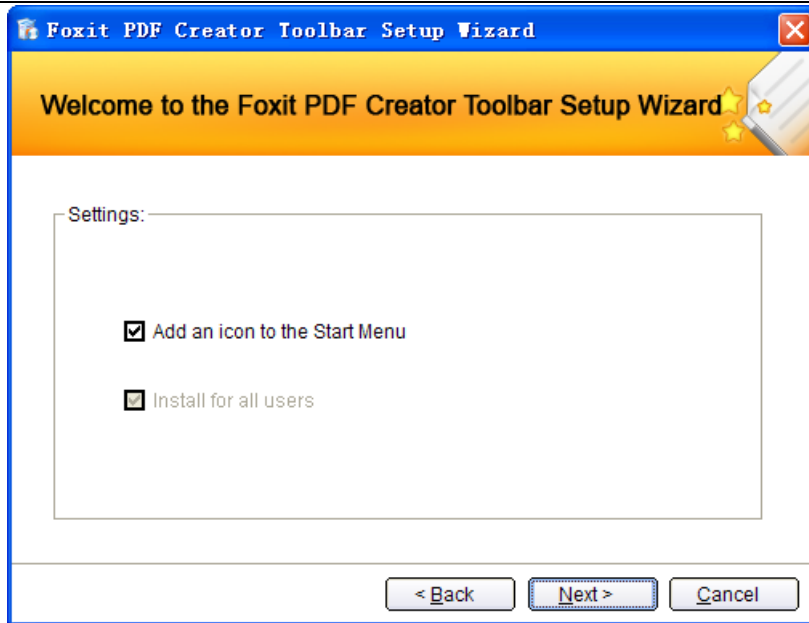 Foxit PDF Creator Toolbar Setup Wizard
Welcome to the Foxit PDF Creator Toolbar Setup Wizard
Settings:
Add an icon to the Start Menu
Install for all users
< Back Next > Cancel